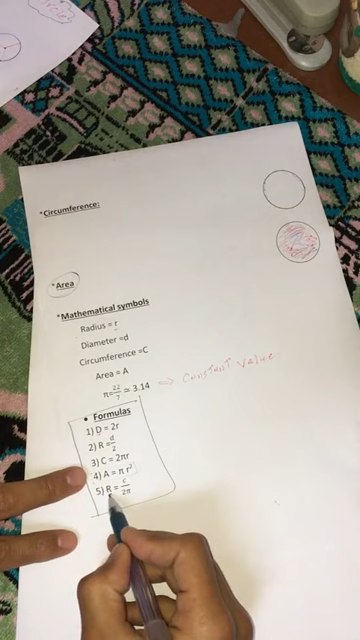 *Circumference:
*Area
*Mathematical symbols
Radius = r
Diameter =d
Circumference =C
Area = A
π=22/7 = 3.14 => Constant value
• Formulas
1) D = 2r
2) R = d/2
3) C = 2πr
4) A = π r²
5) R = c/2π